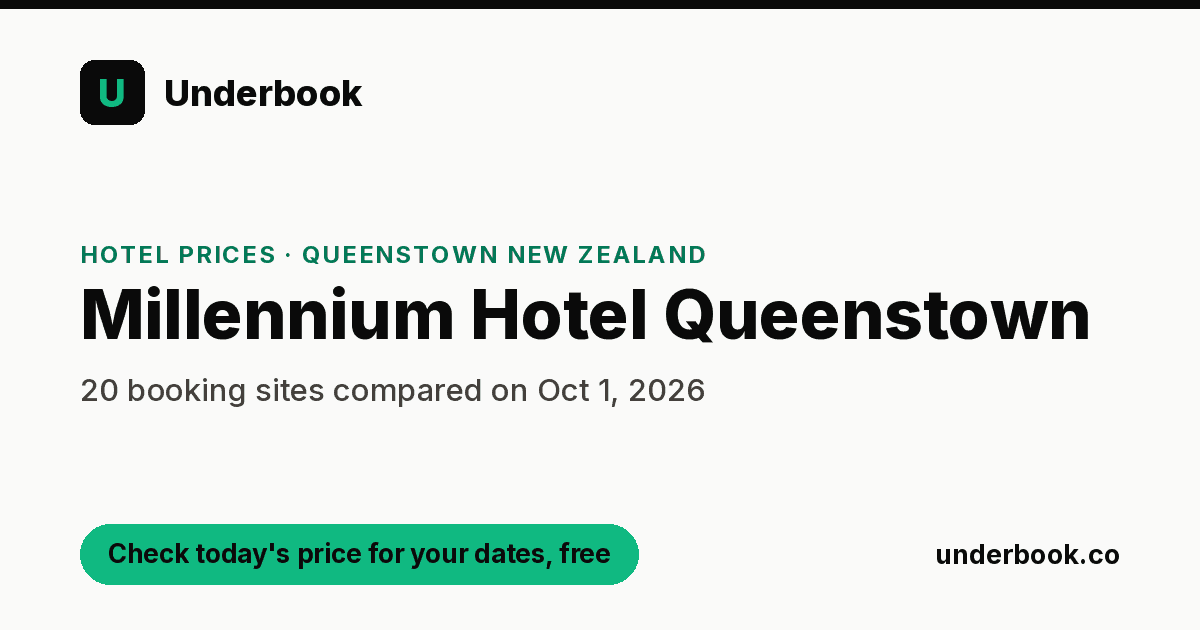 U Underbook
HOTEL PRICES · QUEENSTOWN NEW ZEALAND
Millennium Hotel Queenstown
20 booking sites compared on Oct 1, 2026
Check today's price for your dates, free
underbook.co